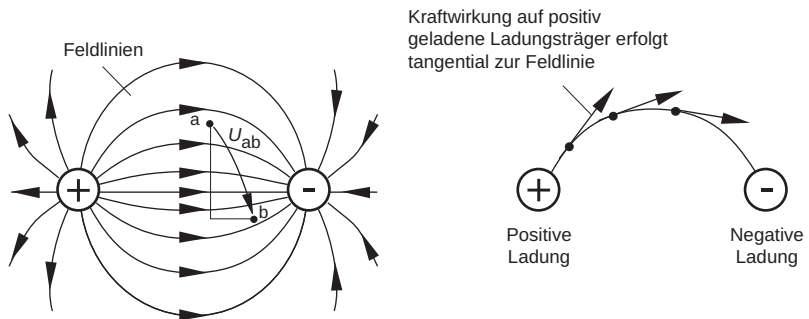 Feldlinien
a
U ab
b
+
-
Kraftwirkung auf positiv
geladene Ladungsträger erfolgt
tangential zur Feldlinie
+
-
Positive
Ladung
Negative
Ladung